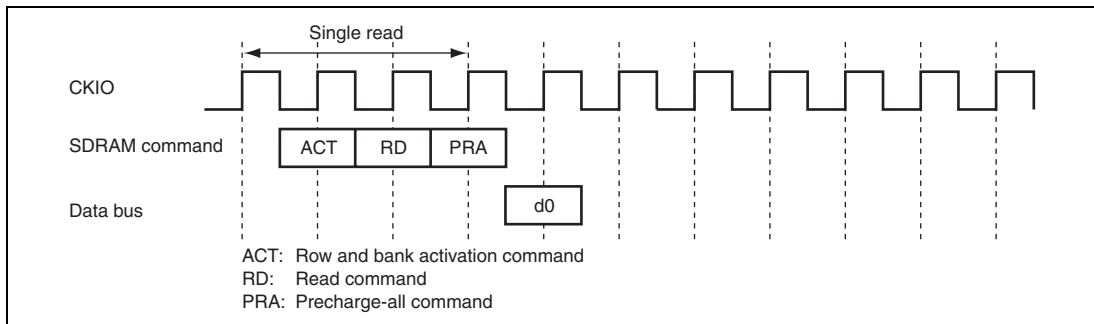 Single read
CKIO
SDRAM command
ACT RD PRA
Data bus
d0
ACT: Row and bank activation command
RD: Read command
PRA: Precharge-all command